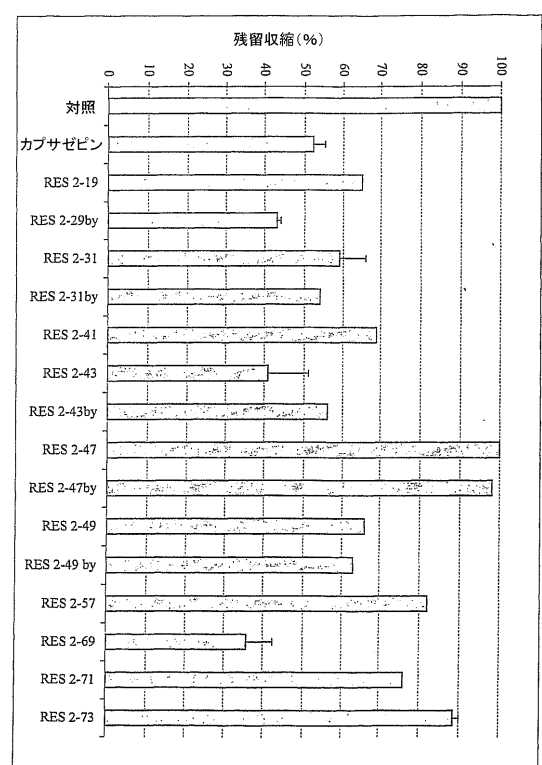 残留収縮(%)
0 10 20 30 40 50 60 70 80 90 100
対照
カプサゼピン
RES 2-19
RES 2-29by
RES 2-31
RES 2-31by
RES 2-41
RES 2-43
RES 2-43by
RES 2-47
RES 2-47by
RES 2-49
RES 2-49 by
RES 2-57
RES 2-69
RES 2-71
RES 2-73